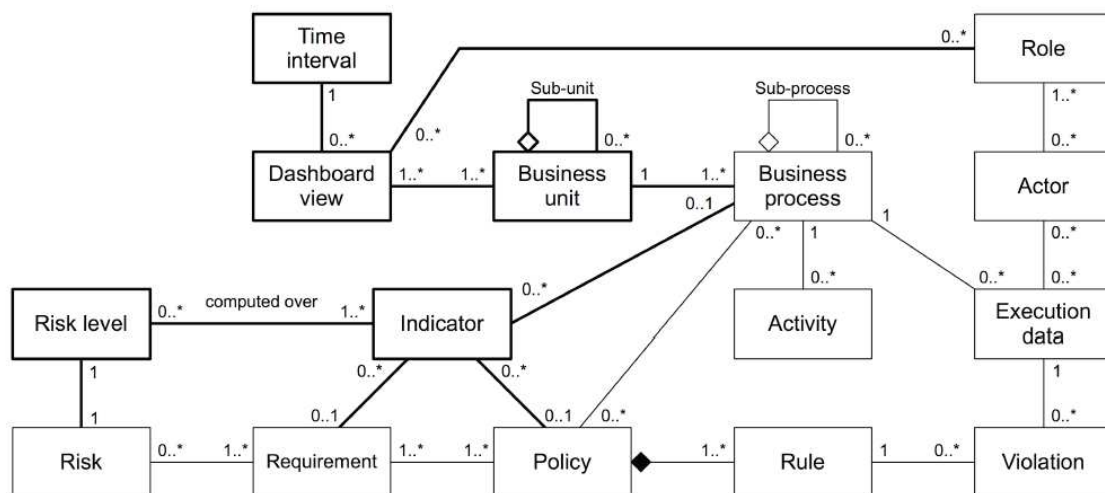 Time
interval
0..*
Role
Sub-unit
Sub-process
1
1..*
0..*
0..*
0..*
0..*
0..*
Dashboard
view
1..*
1..*
Business
unit
1
1..*
Business
process
Actor
0..1
0..*
1
1
0..*
0..*
0..*
0..*
0..*
Risk level
0..*
computed over
1..*
Indicator
Activity
Execution
data
1
0..*
0..*
1
1
0..1
0..1
0..*
0..*
Risk
0..*
1..*
Requirement
1..*
1..*
Policy
1..*
Rule
1
0..*
Violation